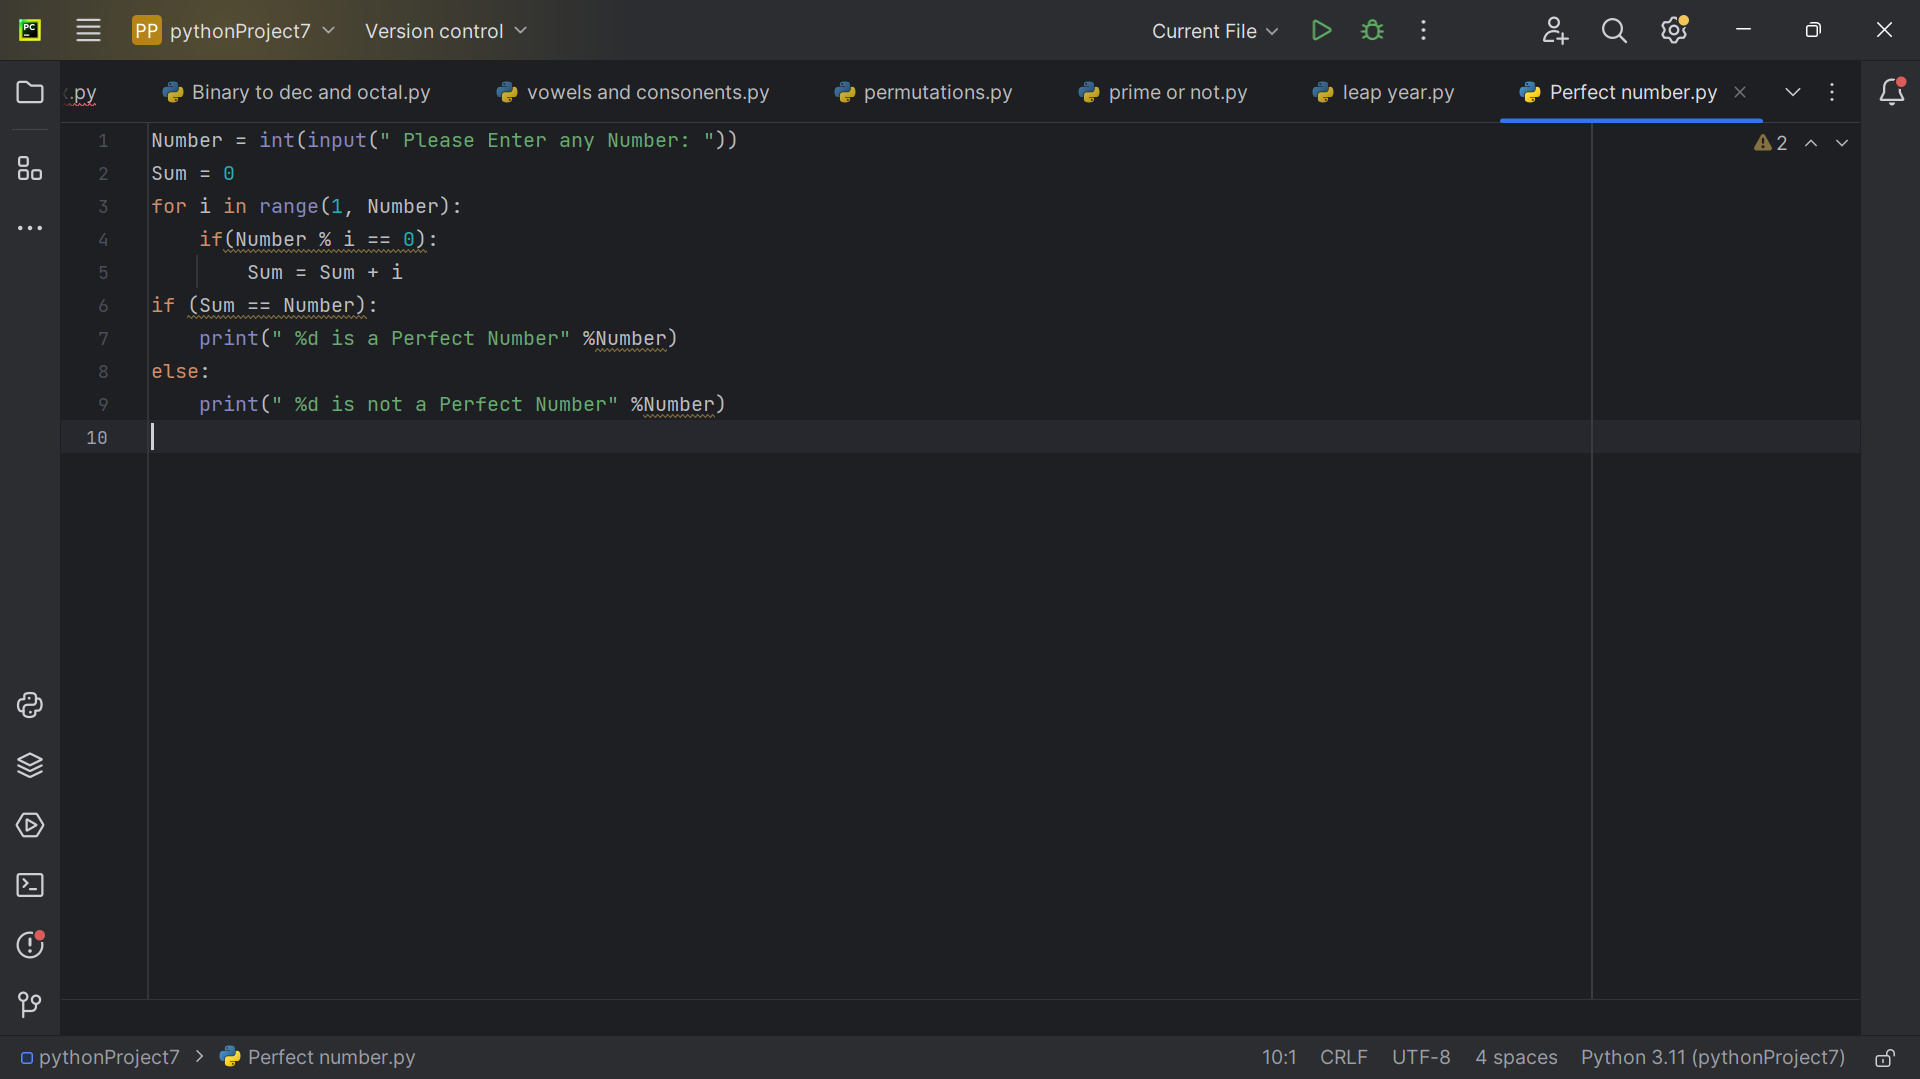 PC
PP pythonProject7 Version control Current File
.py Binary to dec and octal.py vowels and consonents.py permutations.py prime or not.py leap year.py Perfect number.py
2
1 Number = int(input(" Please Enter any Number: "))
2 Sum = 0
3 for i in range(1, Number):
4     if(Number % i == 0):
5         Sum = Sum + i
6 if (Sum == Number):
7     print(" %d is a Perfect Number" %Number)
8 else:
9     print(" %d is not a Perfect Number" %Number)
10
pythonProject7 > Perfect number.py 10:1 CRLF UTF-8 4 spaces Python 3.11 (pythonProject7)